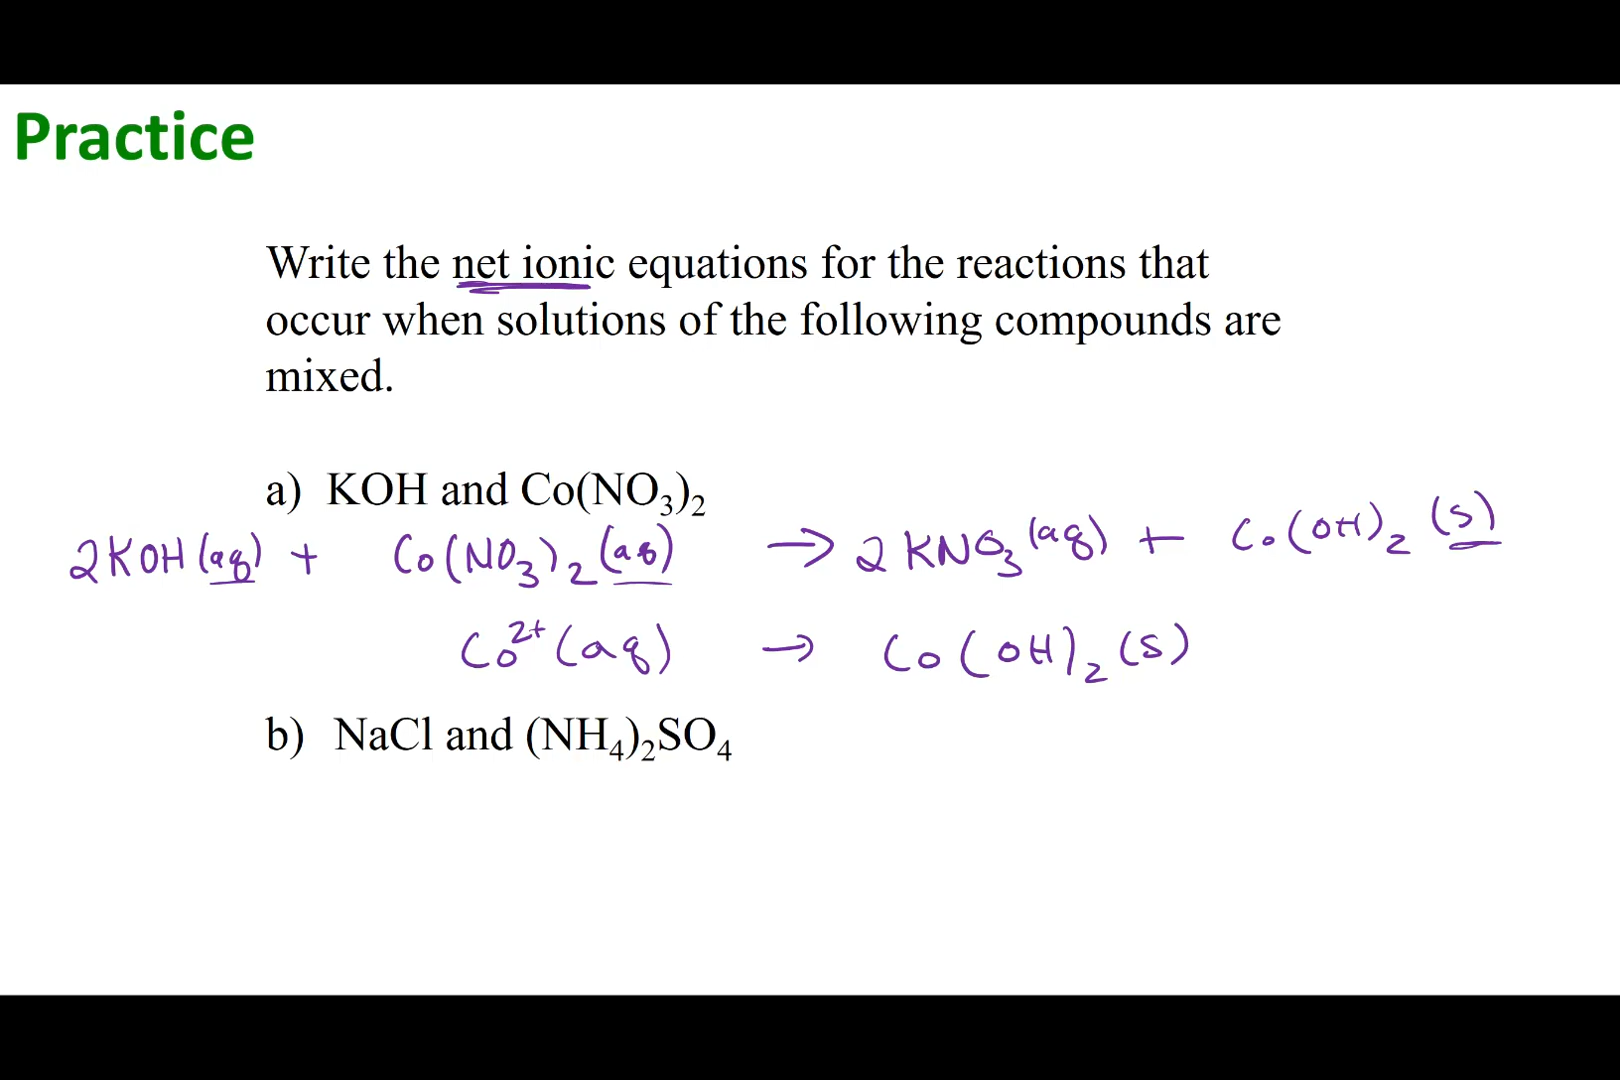 Practice
Write the net ionic equations for the reactions that
occur when solutions of the following compounds are
mixed.
a) KOH and Co(NO₃)₂
2KOH(aq) + Co(NO₃)₂(aq) → 2KNO₃(aq) + Co(OH)₂(s)
Co²⁺(aq) → Co(OH)₂(s)
b) NaCl and (NH₄)₂SO₄